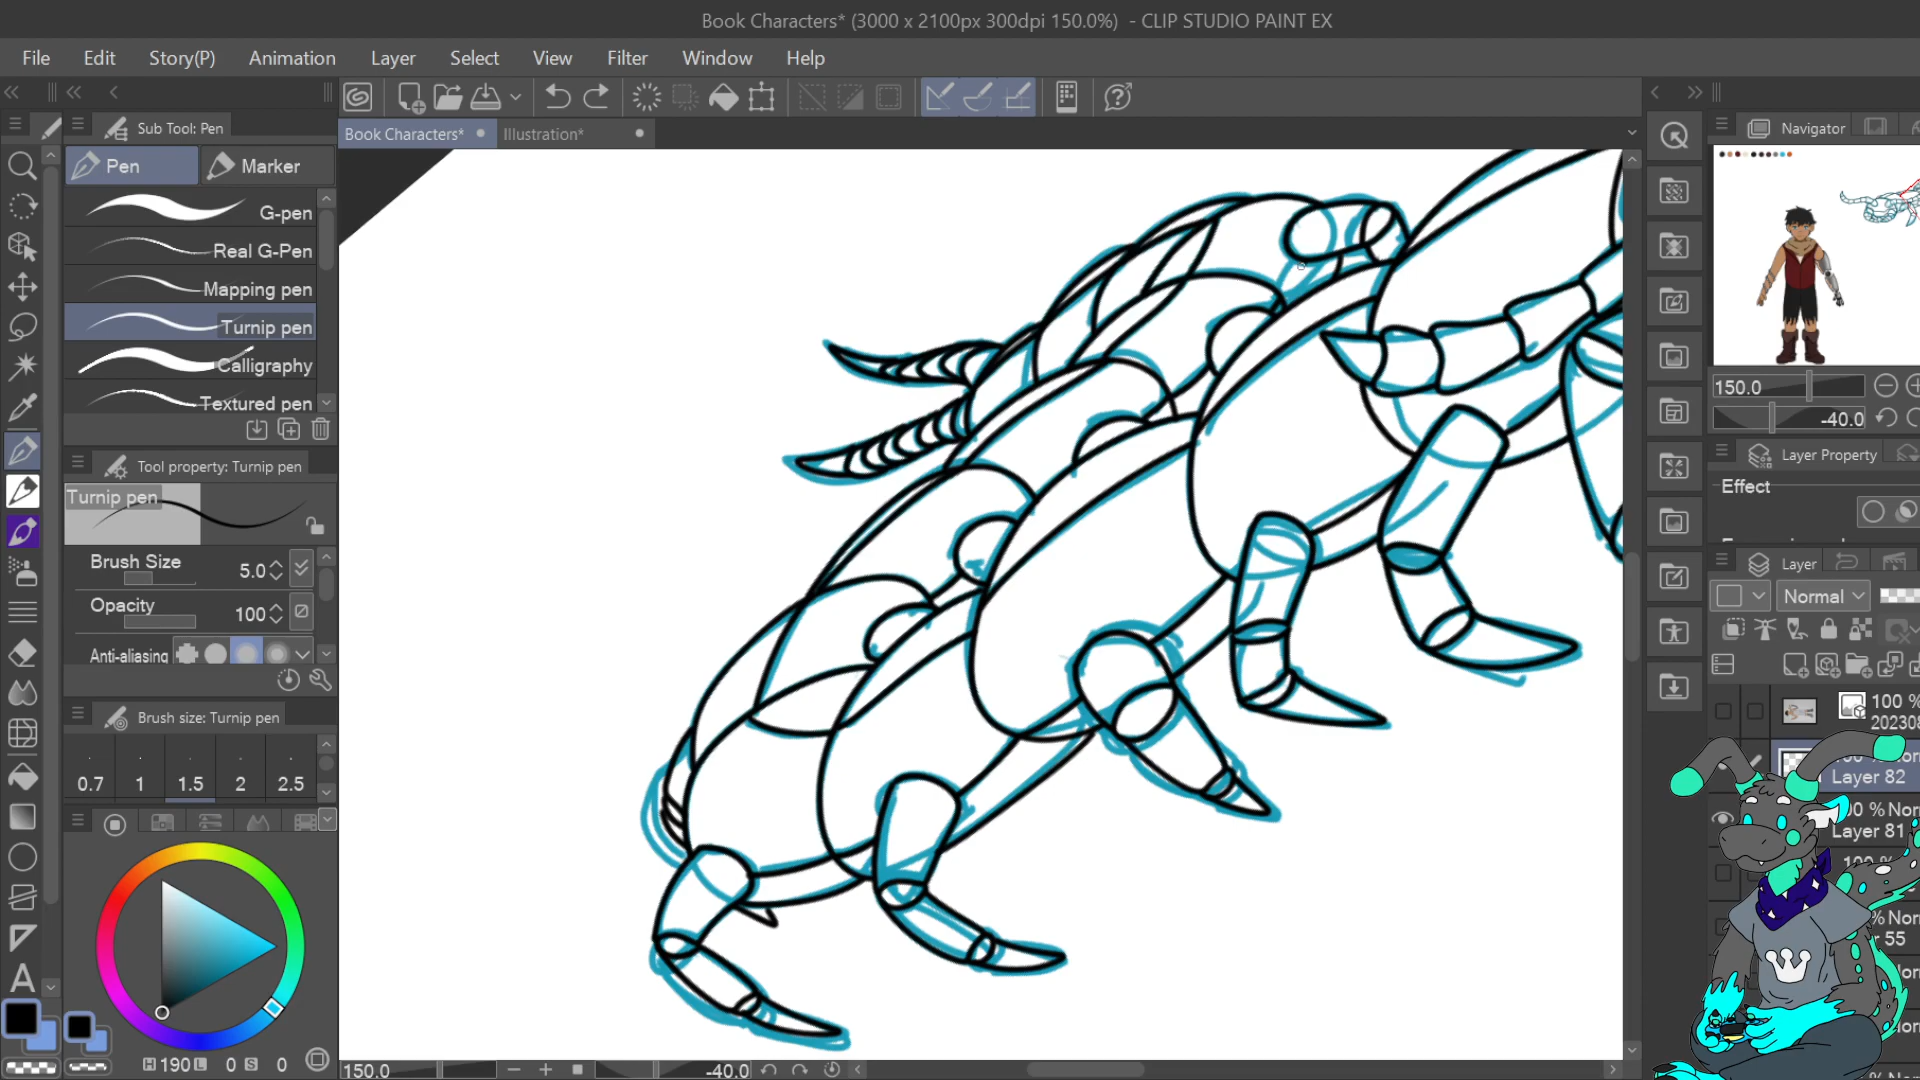 Book Characters* (3000 x 2100px 300dpi 150.0%)  - CLIP STUDIO PAINT EX
File Edit Story(P) Animation Layer Select View Filter Window Help
Book Characters* Illustration*
Sub Tool: Pen
Navigator
Pen Marker
G-pen
Real G-Pen
Mapping pen
Turnip pen
Calligraphy
Textured pen
150.0
-40.0
Tool property: Turnip pen
Layer Property
Turnip pen
Effect
Brush Size 5.0
Layer
Opacity 100
Normal
Anti-aliasing
Brush size: Turnip pen
100 %
202308
0.7 1 1.5 2 2.5
Layer 82
Layer 81
100 %
55
H 190 L 0 S 0
150.0 -40.0